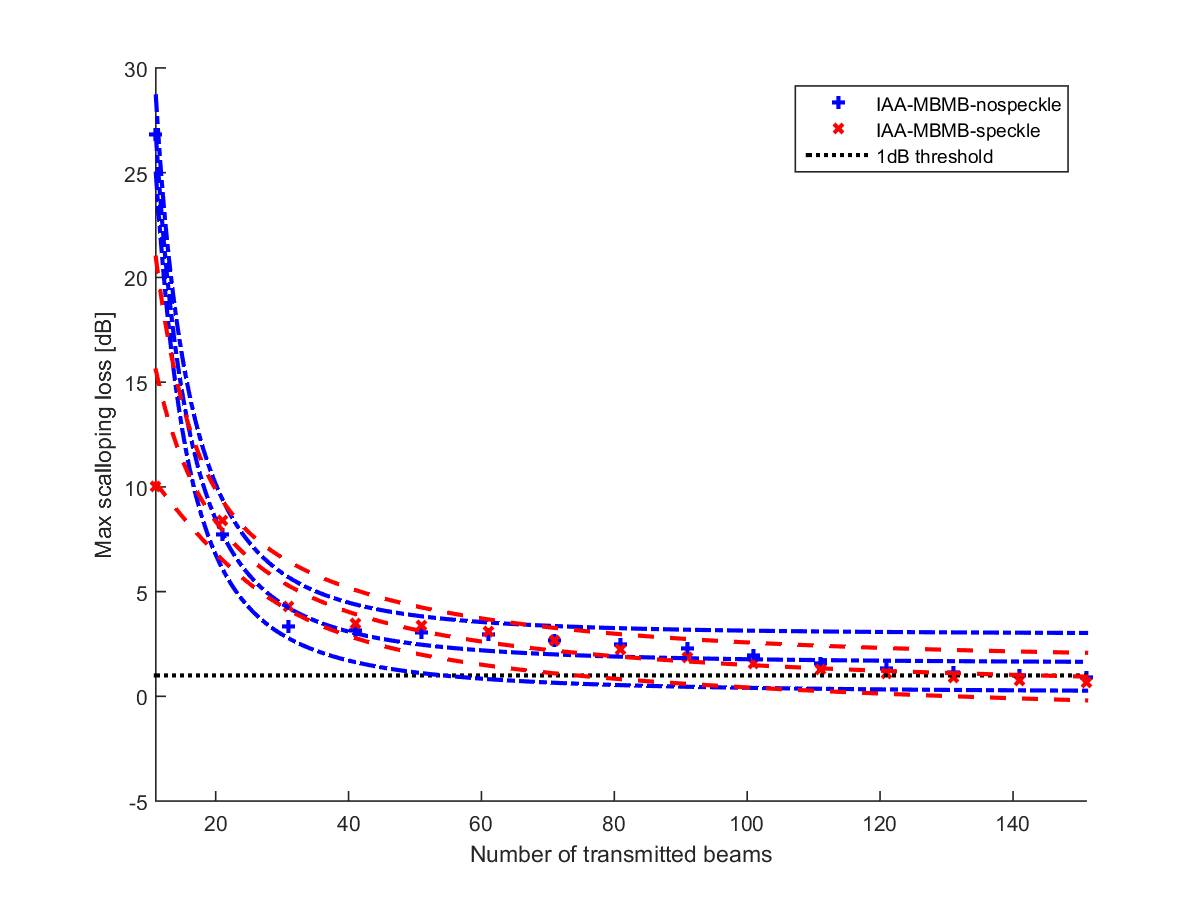 30
25
20
15
10
5
0
-5
Max scalloping loss [dB]
IAA-MBMB-nospeckle
IAA-MBMB-speckle
1dB threshold
20 40 60 80 100 120 140
Number of transmitted beams